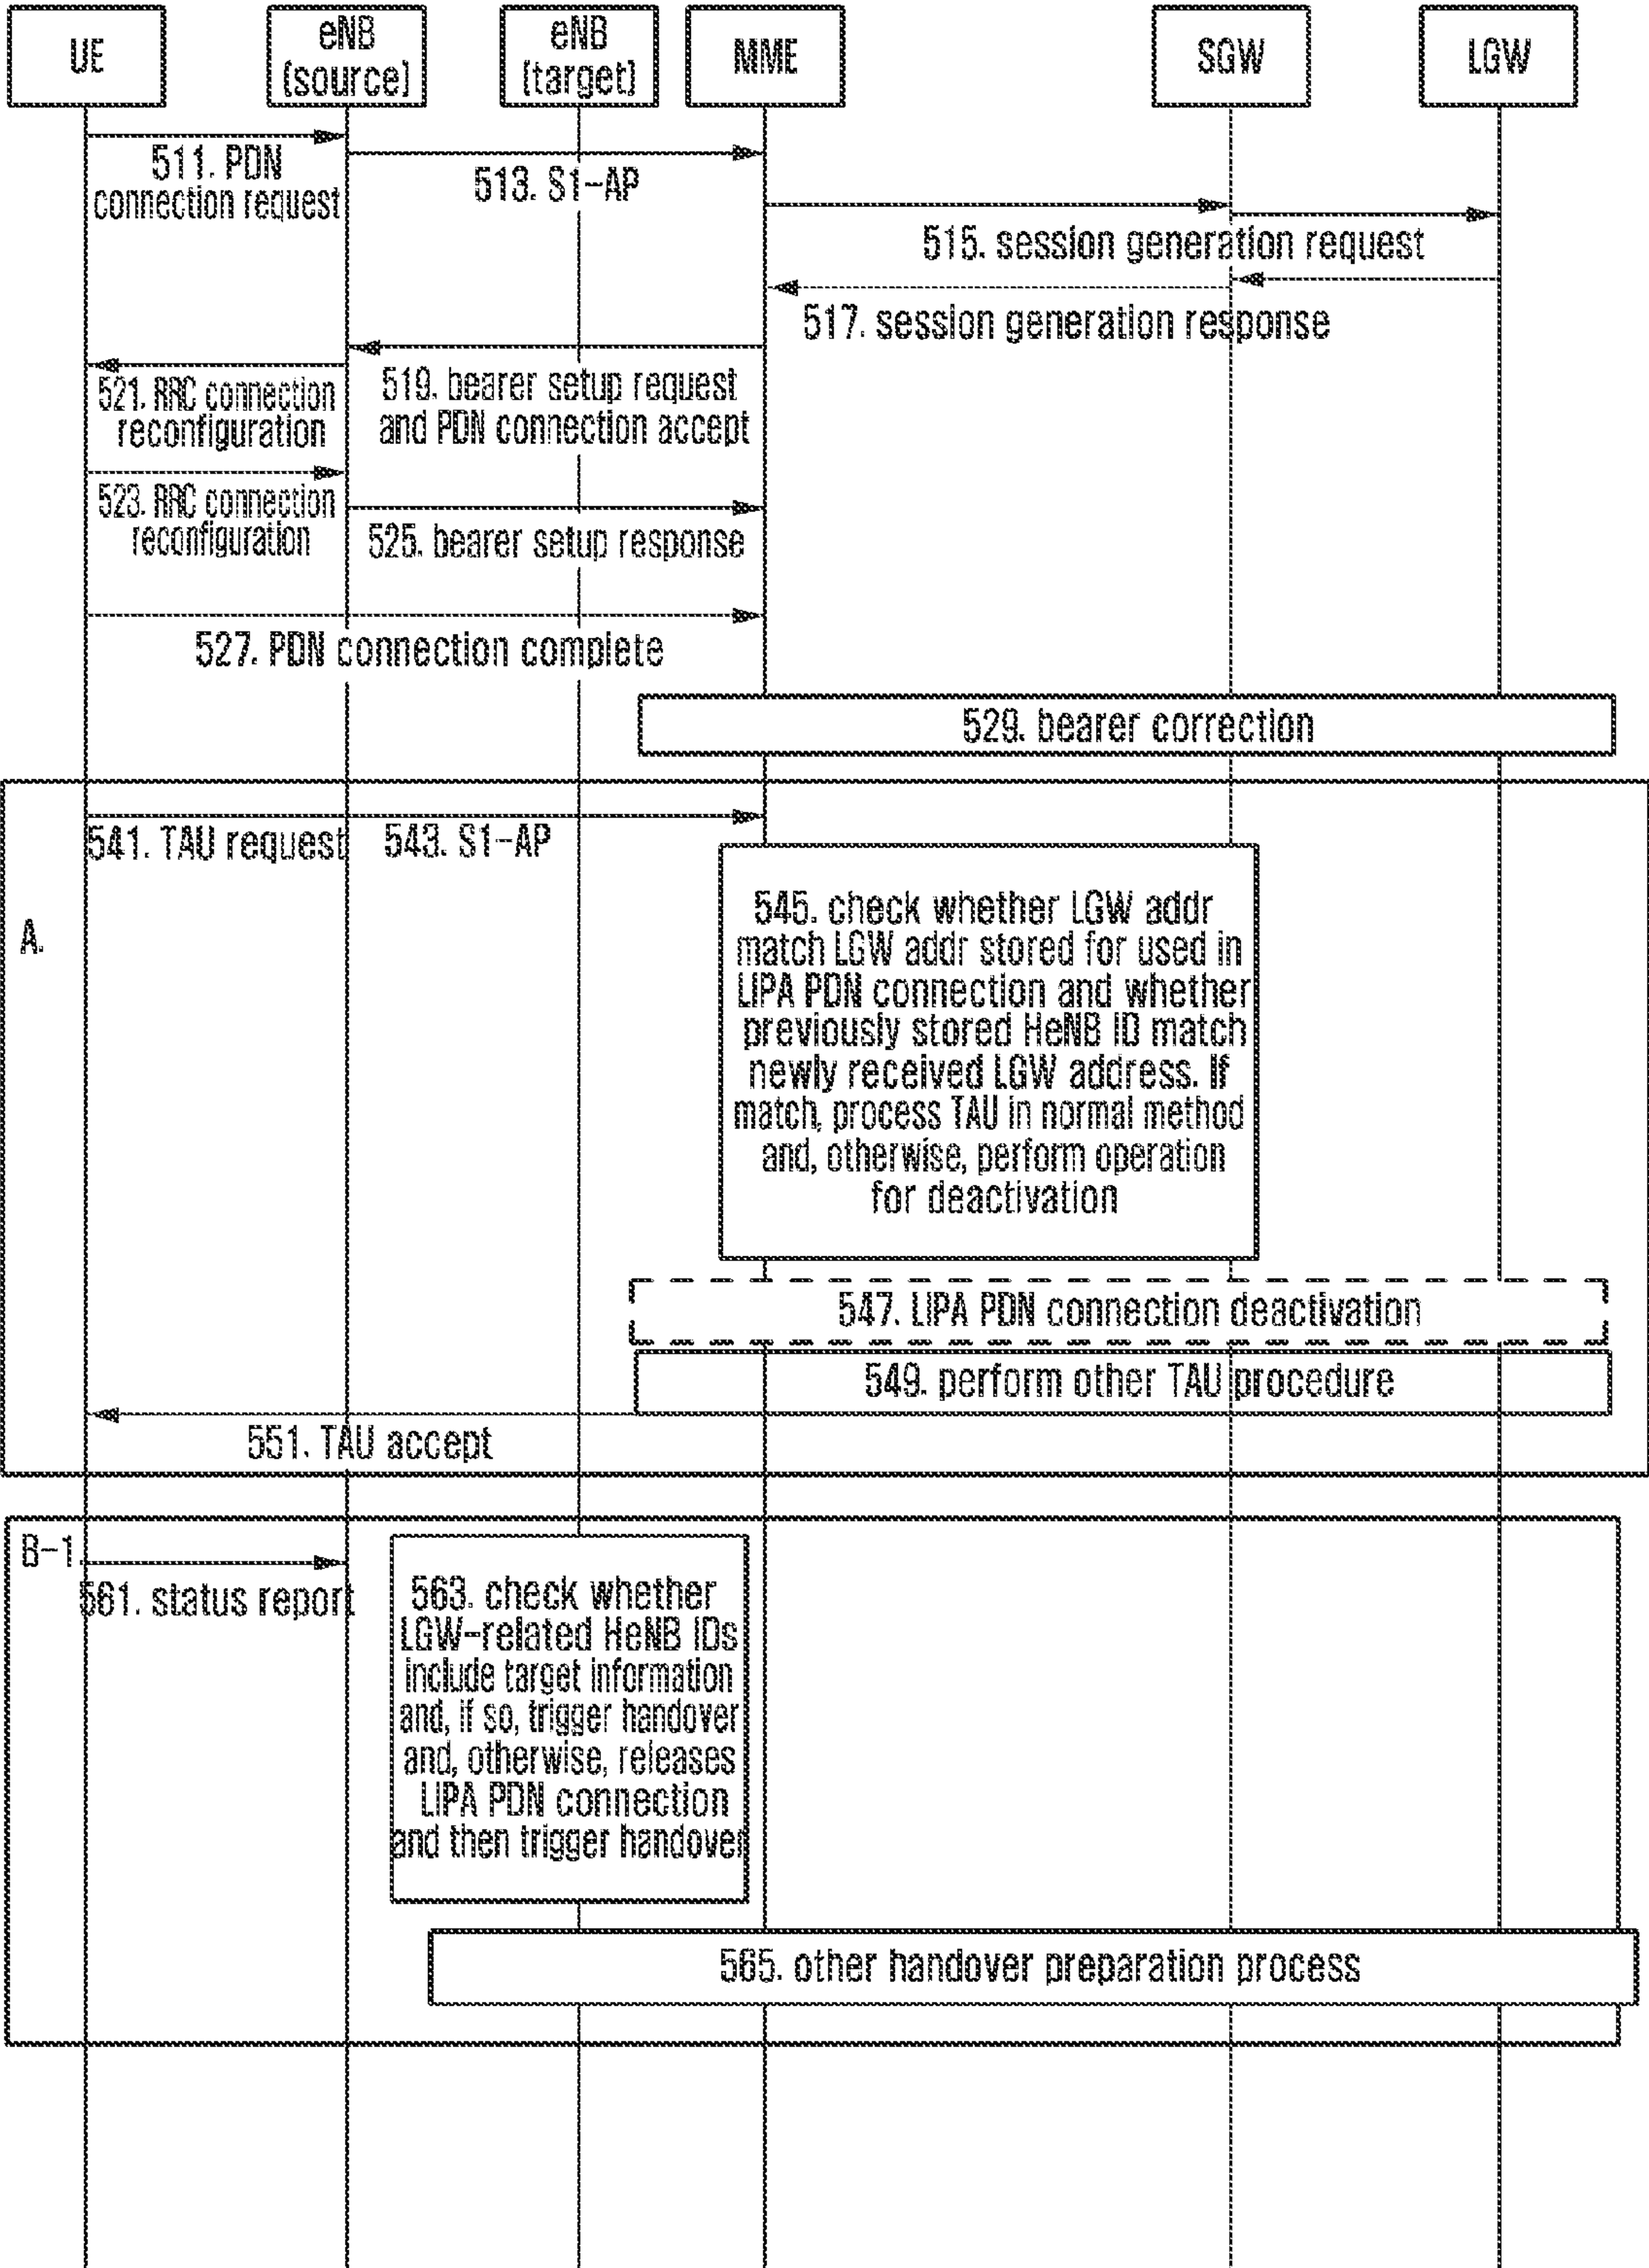 UE
eNB
(source)
eNB
(target)
MME
SGW
LGW
511. PDN
connection request
513. S1-AP
515. session generation request
517. session generation response
519. bearer setup request
and PDN connection accept
521. RRC connection
reconfiguration
523. RRC connection
reconfiguration
525. bearer setup response
527. PDN connection complete
529. bearer correction
A.
541. TAU request
543. S1-AP
545. check whether LGW addr
match LGW addr stored for used in
LIPA PDN connection and whether
previously stored HeNB ID match
newly received LGW address. If
match, process TAU in normal method
and, otherwise, perform operation
for deactivation
547. LIPA PDN connection deactivation
549. perform other TAU procedure
551. TAU accept
B-1
561. status report
563. check whether
LGW-related HeNB IDs
include target information
and, if so, trigger handover
and, otherwise, releases
LIPA PDN connection
and then trigger handover
565. other handover preparation process